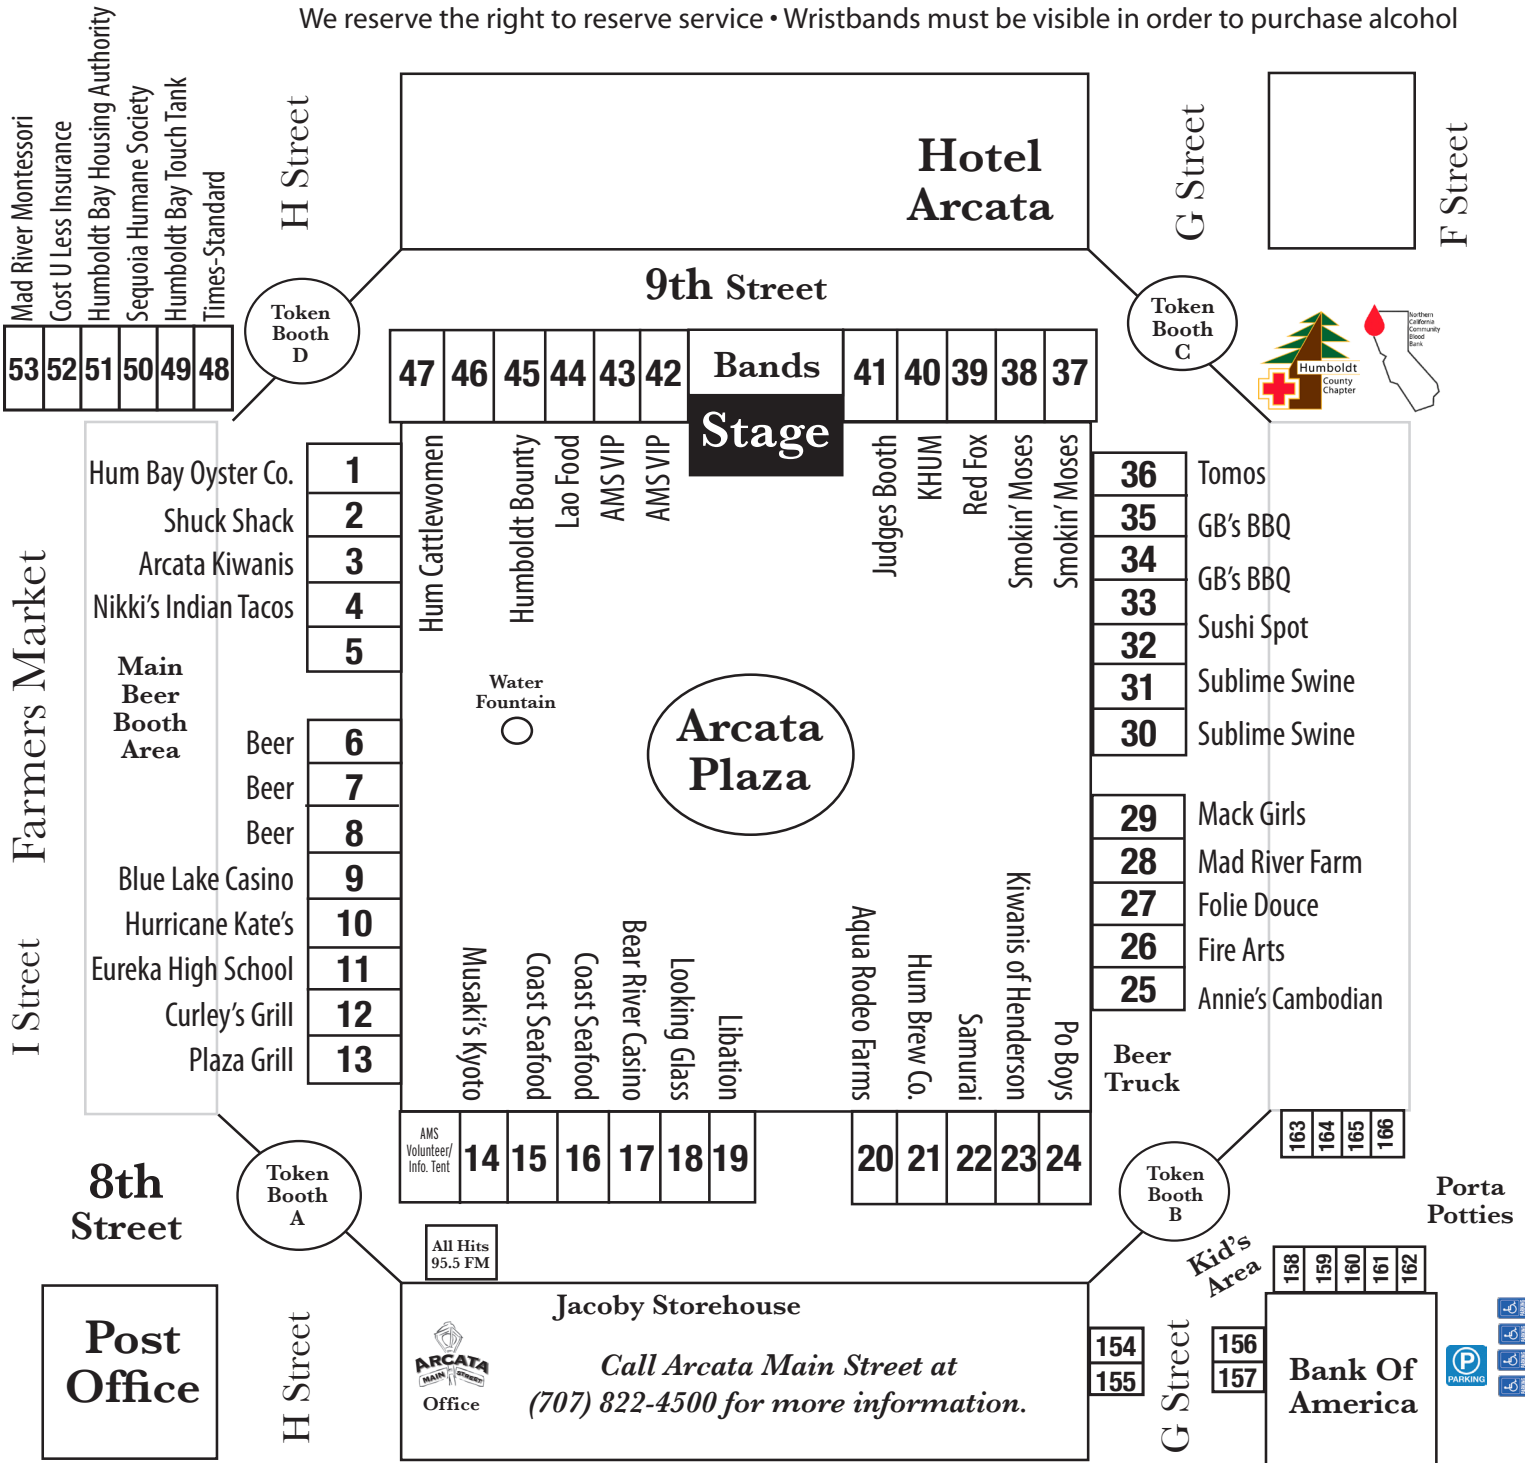 We reserve the right to reserve service • Wristbands must be visible in order to purchase alcohol
Mad River Montessori
Cost U Less Insurance
Humboldt Bay Housing Authority
Sequoia Humane Society
Humboldt Bay Touch Tank
Times-Standard
H Street
Hotel
Arcata
G Street
F Street
9th Street
Token
Booth
D
Token
Booth
C
Humboldt
County
Chapter
Northern
California
Community
Blood
Bank
53 52 51 50 49 48
47 46 45 44 43 42
Bands
Stage
41 40 39 38 37
Hum Cattlewomen
Humboldt Bounty
Lao Food
AMS VIP
AMS VIP
Judges Booth
KHUM
Red Fox
Smokin' Moses
Smokin' Moses
Hum Bay Oyster Co. 1
Shuck Shack 2
Arcata Kiwanis 3
Nikki's Indian Tacos 4
5
Main
Beer
Booth
Area
Farmers Market
I Street
Beer 6
Beer 7
Beer 8
Blue Lake Casino 9
Hurricane Kate's 10
Eureka High School 11
Curley's Grill 12
Plaza Grill 13
Water
Fountain
Arcata
Plaza
36 Tomos
35 GB's BBQ
34 GB's BBQ
33 Sushi Spot
32
31 Sublime Swine
30 Sublime Swine
29 Mack Girls
28 Mad River Farm
27 Folie Douce
26 Fire Arts
25 Annie's Cambodian
Beer
Truck
Musaki's Kyoto
Coast Seafood
Coast Seafood
Bear River Casino
Looking Glass
Libation
Aqua Rodeo Farms
Hum Brew Co.
Samurai
Kiwanis of Henderson
Po Boys
AMS
Volunteer/
Info. Tent
14 15 16 17 18 19
20 21 22 23 24
163 164 165 166
8th
Street
Token
Booth
A
Token
Booth
B
Porta
Potties
All Hits
95.5 FM
Kid's
Area
158 159 160 161 162
Post
Office
H Street
Jacoby Storehouse
ARCATA
MAIN STREET
Office
Call Arcata Main Street at
(707) 822-4500 for more information.
154
155
G Street
156
157
Bank Of
America
P
PARKING